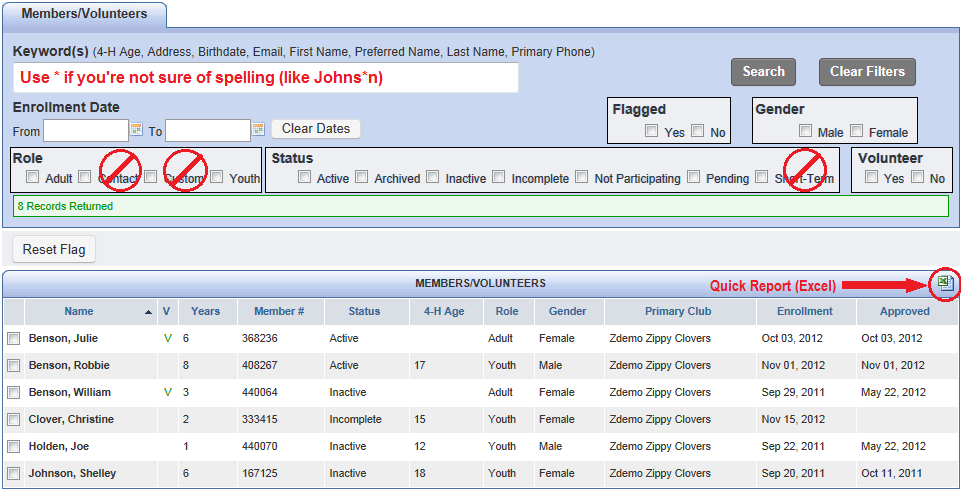 Members/Volunteers
Keyword(s) (4-H Age, Address, Birthdate, Email, First Name, Preferred Name, Last Name, Primary Phone)
Use * if you're not sure of spelling (like Johns*n)
Search Clear Filters
Enrollment Date
From To Clear Dates
Flagged
Yes No
Gender
Male Female
Role
Adult Contact Custom Youth
Status
Active Archived Inactive Incomplete Not Participating Pending Short-Term
Volunteer
Yes No
8 Records Returned
Reset Flag
MEMBERS/VOLUNTEERS
Quick Report (Excel)
Name V Years Member # Status 4-H Age Role Gender Primary Club Enrollment Approved
Benson, Julie V 6 368236 Active Adult Female Zdemo Zippy Clovers Oct 03, 2012 Oct 03, 2012
Benson, Robbie 8 408267 Active 17 Youth Male Zdemo Zippy Clovers Nov 01, 2012 Nov 01, 2012
Benson, William V 3 440064 Inactive Adult Female Zdemo Zippy Clovers Sep 29, 2011 May 22, 2012
Clover, Christine 2 333415 Incomplete 15 Youth Female Zdemo Zippy Clovers Nov 15, 2012
Holden, Joe 1 440070 Inactive 12 Youth Male Zdemo Zippy Clovers Sep 22, 2011 May 22, 2012
Johnson, Shelley 6 167125 Inactive 18 Youth Female Zdemo Zippy Clovers Sep 20, 2011 Oct 11, 2011